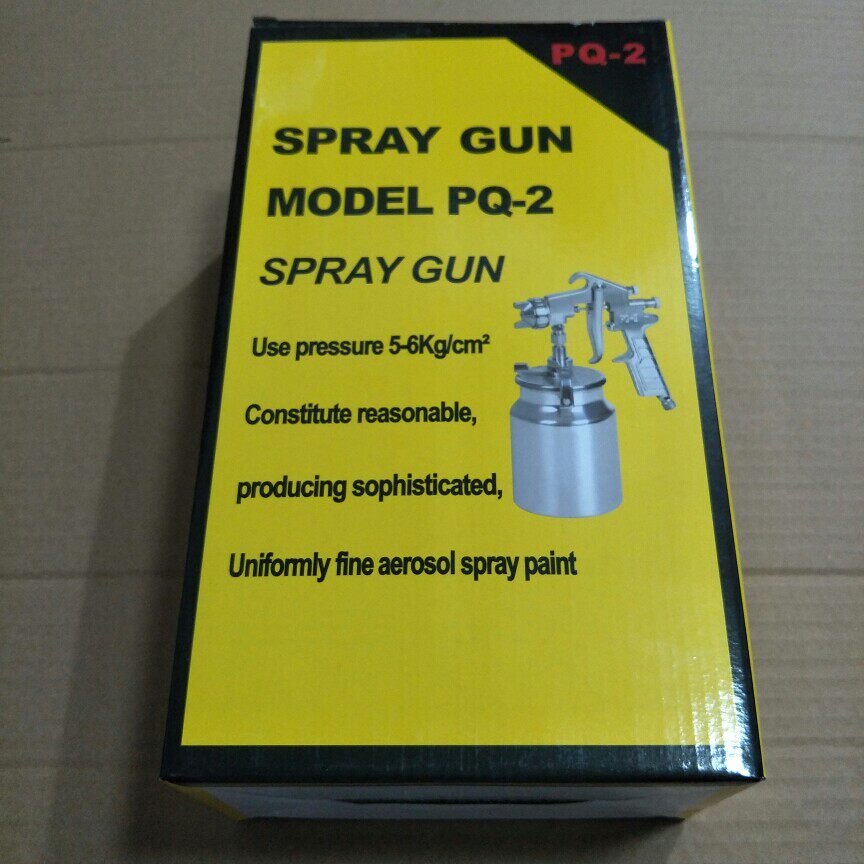 PQ-2
SPRAY GUN
MODEL PQ-2
SPRAY GUN
Use pressure 5-6Kg/cm²
Constitute reasonable,
producing sophisticated,
Uniformly fine aerosol spray paint